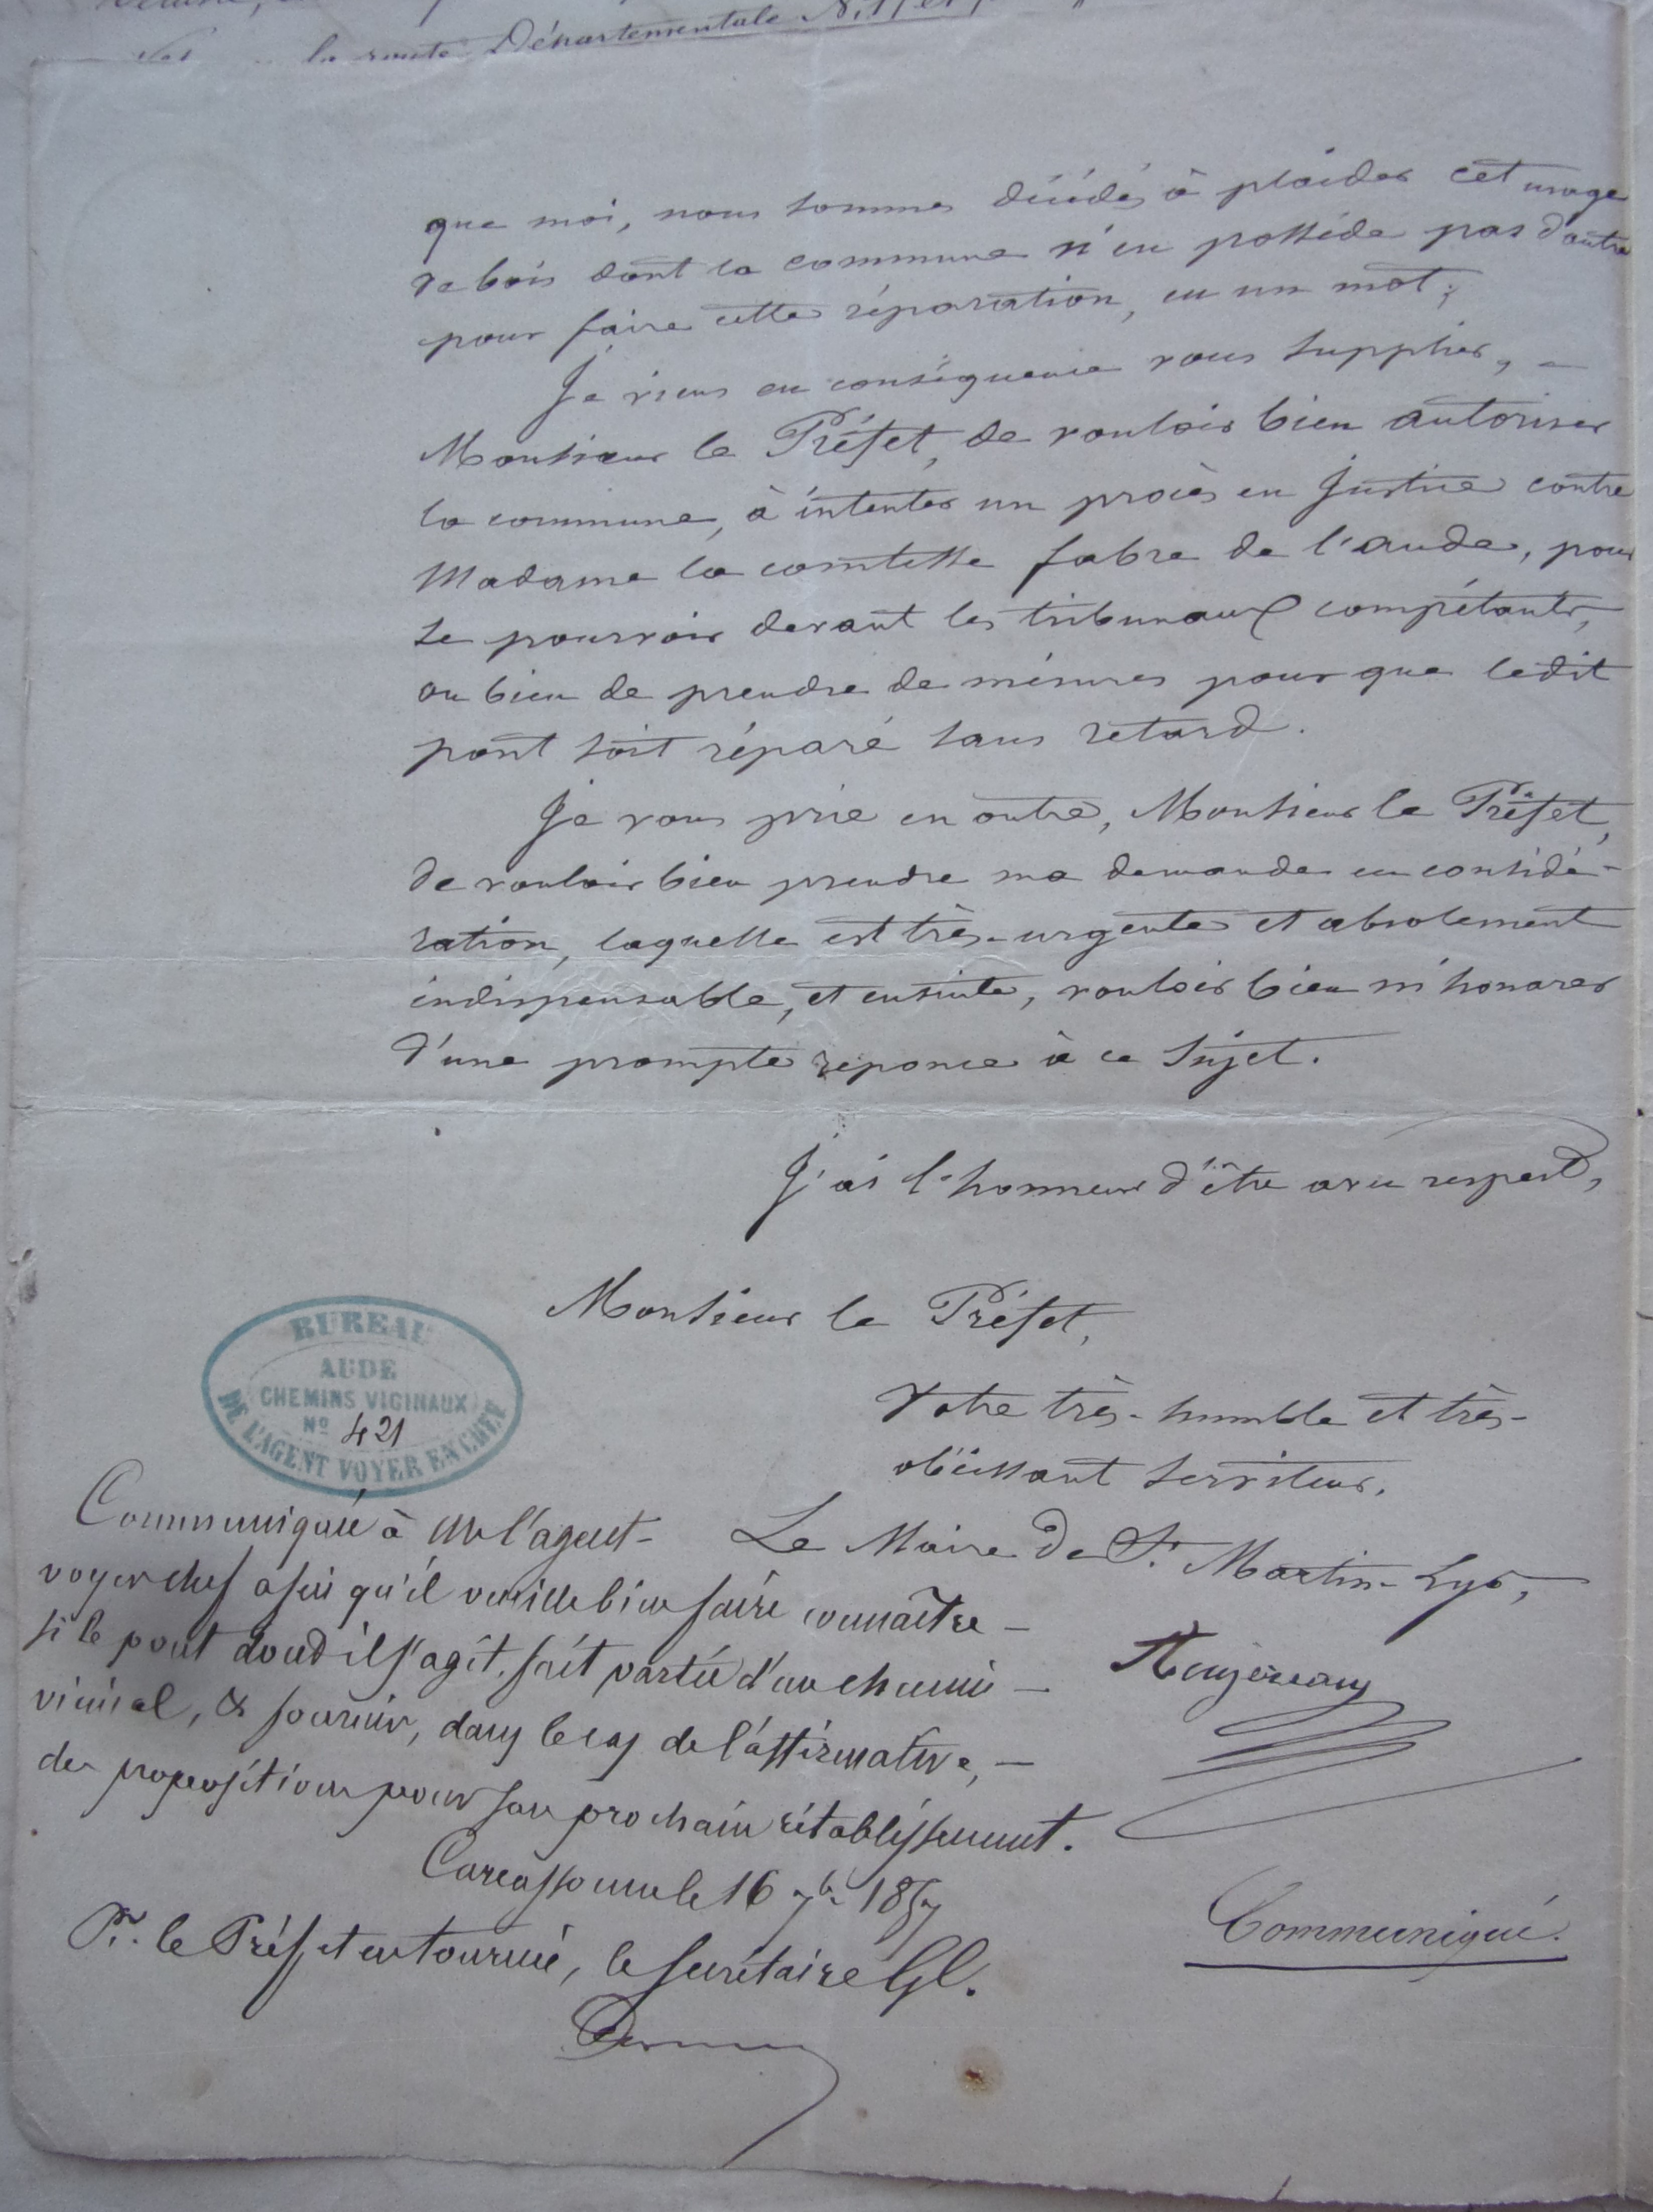 la route Départementale N.
que moi, nous sommes décidés à plaider cet usage
de bois dont la commune n'en possède pas d'autre
pour faire cette réparation, en un mot;
Je viens en conséquence vous supplier, -
Monsieur le Préfet, de vouloir bien autoriser
la commune, à intenter un procès en Justice contre
Madame la comtesse fabre de l'aude, pour
se pourvoir devant les tribunaux compétants,
ou bien de prendre de mésures pour que ledit
pont soit réparé sans retard.
Je vous prie en outre, Monsieur le Préfet,
de vouloir bien prendre ma demande en considé-
ration, laquelle est très-urgente et absolement
indispensable, et ensuite, vouloir bien m'honorer
d'une prompte reponce à ce sujet.
J'ai l'honneur d'être avec respect,
Monsieur le Préfet,
Votre très-humble et très-
obéissant serviteur.
Le Maire de St Martin-Lys,
BUREAU
AUDE
CHEMINS VICINAUX
No 421
DE L'AGENT VOYER EN CHEF
Communiqué à Mr l'agent-
voyer chef afin qu'il veuille bien faire connaître -
si le pont dont il s'agit, fait partie d'un chemin -
vicinal, & fournir, dans le cas de l'affirmative, -
des propositions pour son prochain rétablissement.
Carcassonne le 16 7bre 1857
Pr. le Préfet en tournée, le secrétaire Gl.
Communiqué.